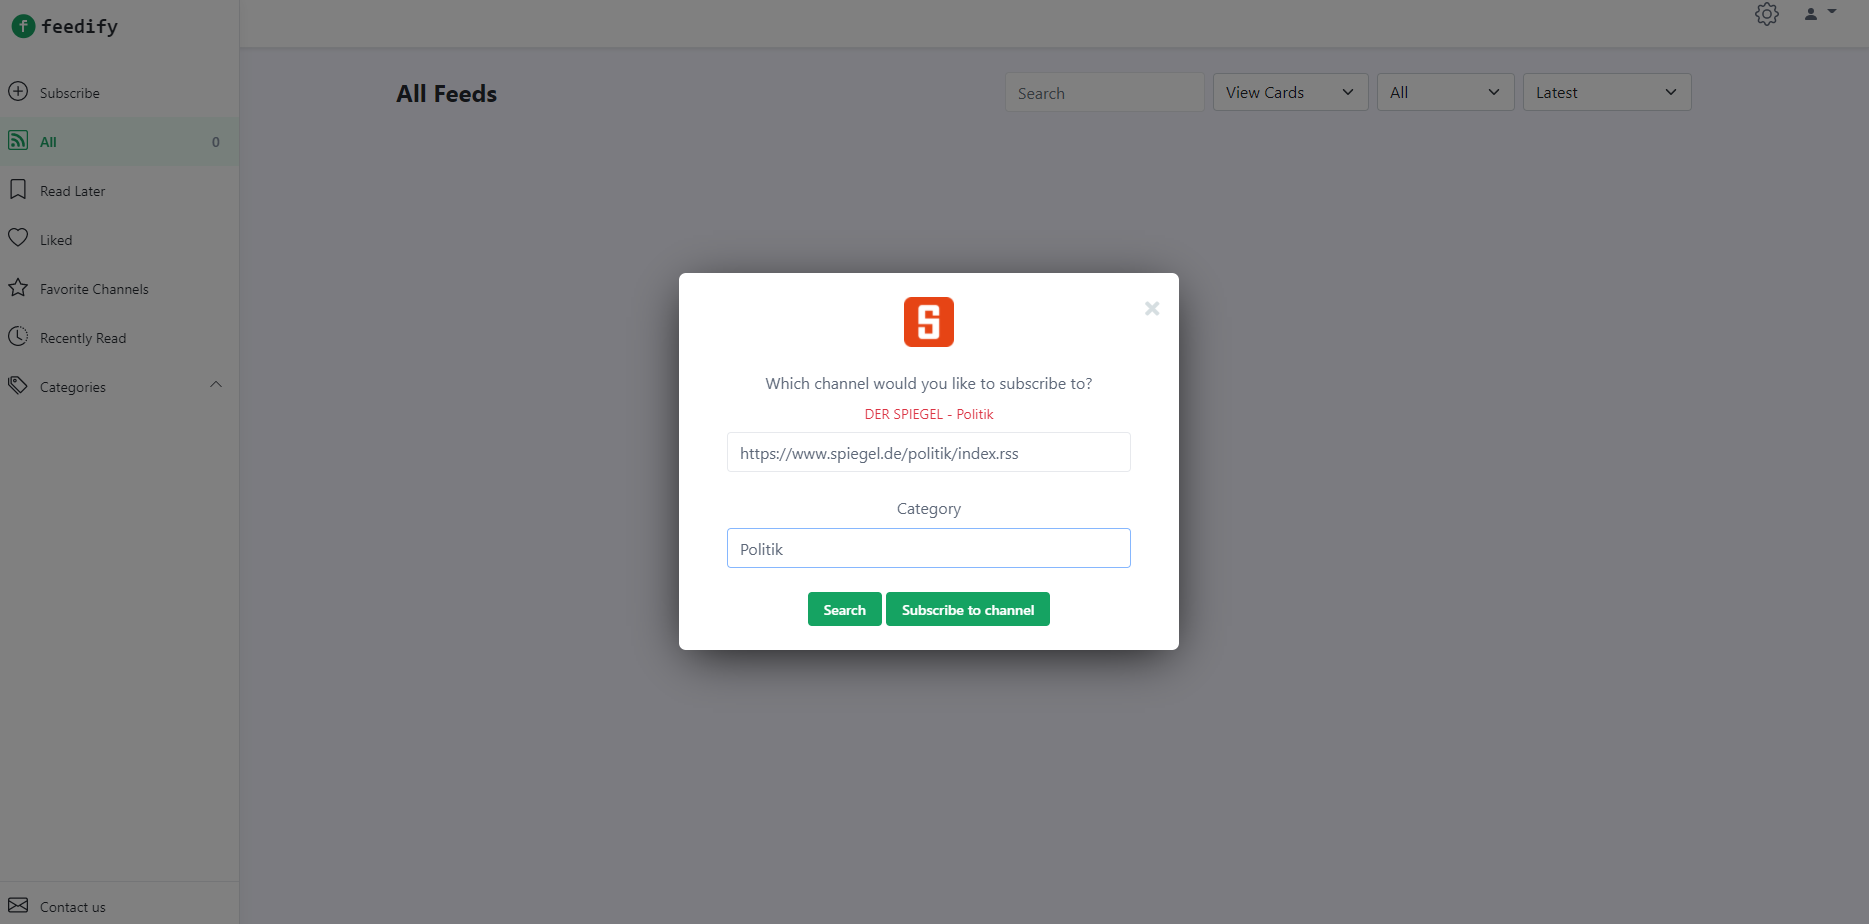 f feedify
Subscribe
All 0
Read Later
Liked
Favorite Channels
Recently Read
Categories
Contact us
All Feeds
Search
View Cards
All
Latest
S
Which channel would you like to subscribe to?
DER SPIEGEL - Politik
https://www.spiegel.de/politik/index.rss
Category
Politik
Search
Subscribe to channel